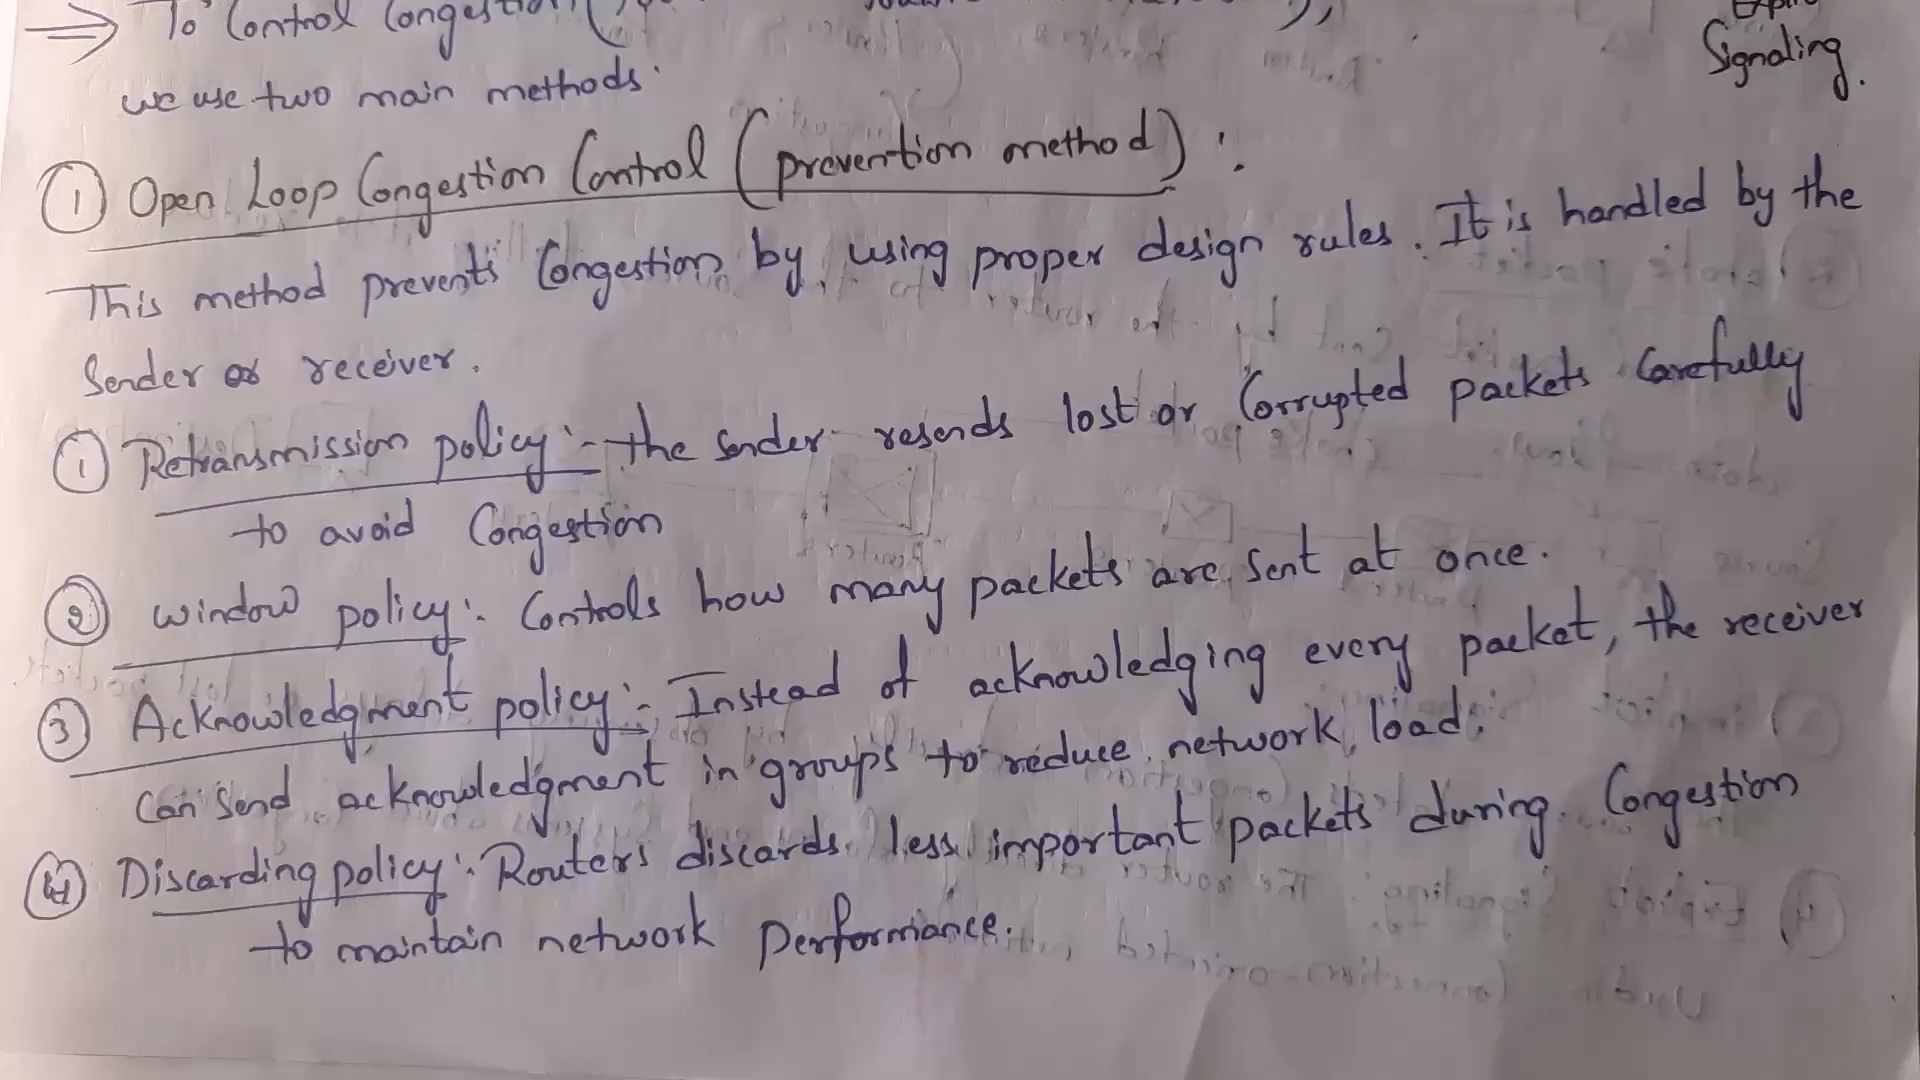 ⇒ To Control Congestion (
Signaling.
we use two main methods.
① Open Loop Congestion Control (prevention method) :
This method prevents Congestion by using proper design rules. It is handled by the
Sender or receiver.
① Retransmission policy :- the sender resends lost or Corrupted packets Carefully
to avoid Congestion
② window policy : Controls how many packets are sent at once.
③ Acknowledgment policy :- Instead of acknowledging every packet, the receiver
Can send acknowledgment in groups to reduce network load.
④ Discarding policy : Routers discards less important packets during Congestion
to maintain network performance.